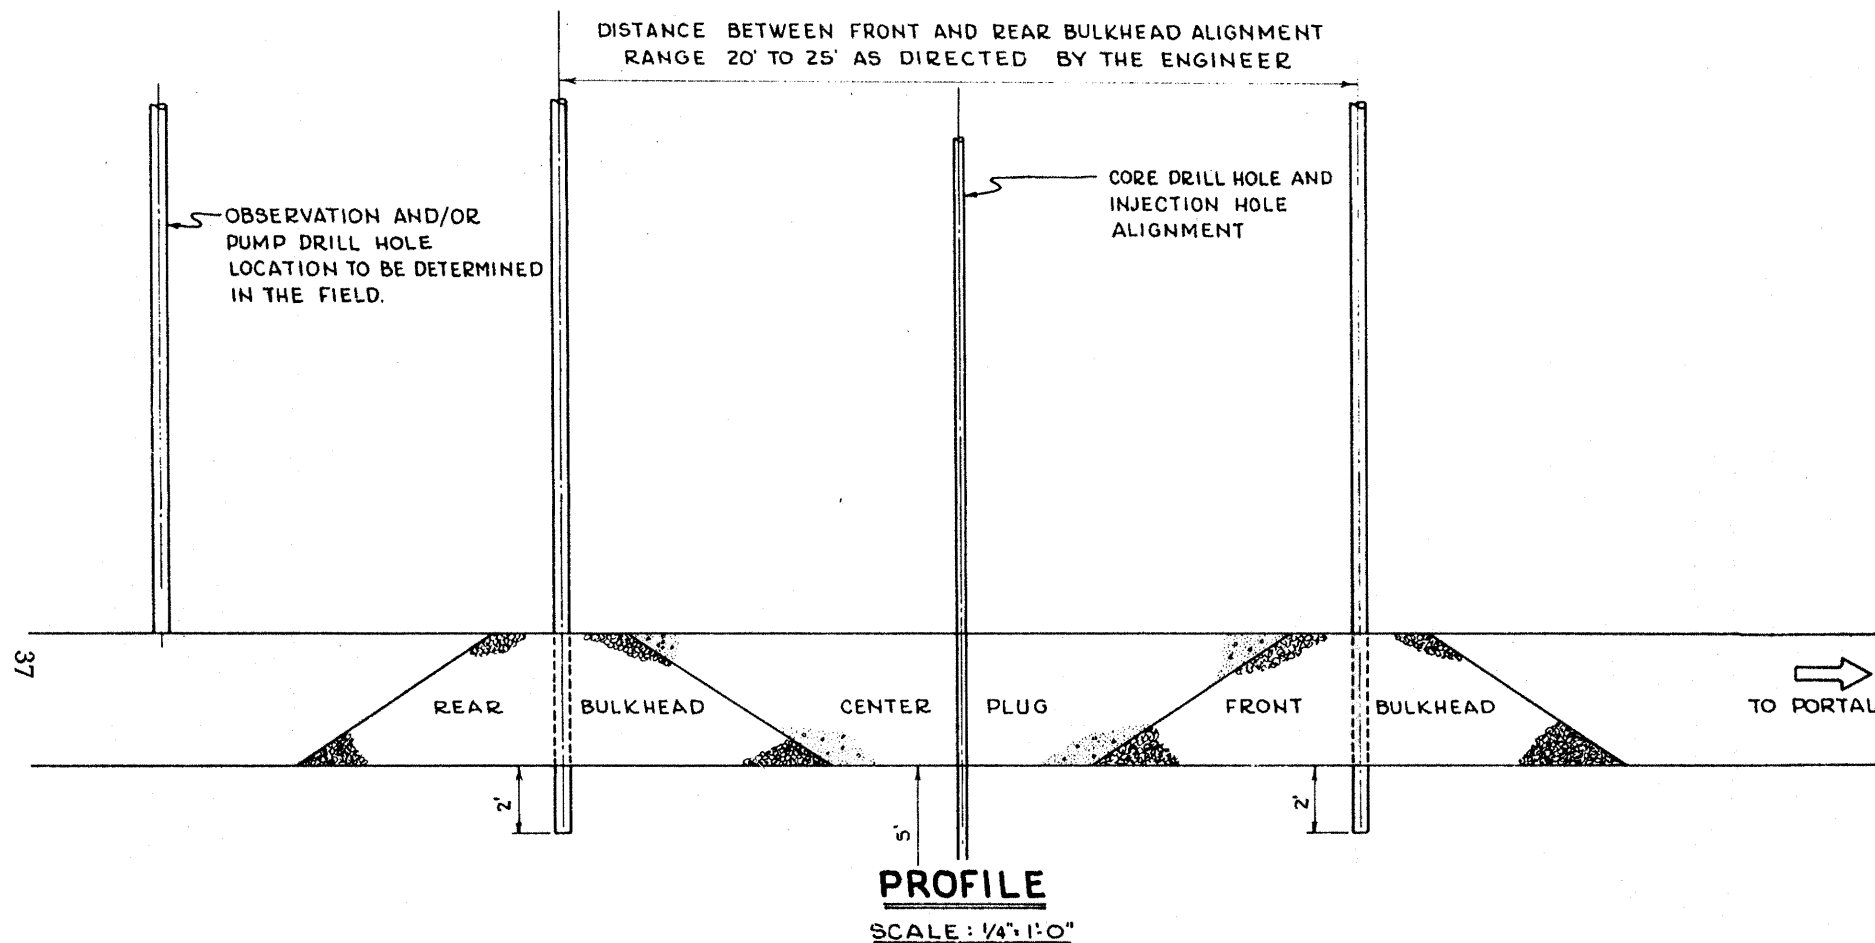 DISTANCE BETWEEN FRONT AND REAR BULKHEAD ALIGNMENT
RANGE 20' TO 25' AS DIRECTED BY THE ENGINEER
CORE DRILL HOLE AND
INJECTION HOLE
ALIGNMENT
OBSERVATION AND/OR
PUMP DRILL HOLE
LOCATION TO BE DETERMINED
IN THE FIELD.
37
REAR BULKHEAD CENTER PLUG FRONT BULKHEAD TO PORTAL
2'
5'
2'
PROFILE
SCALE: 1/4"=1'-0"